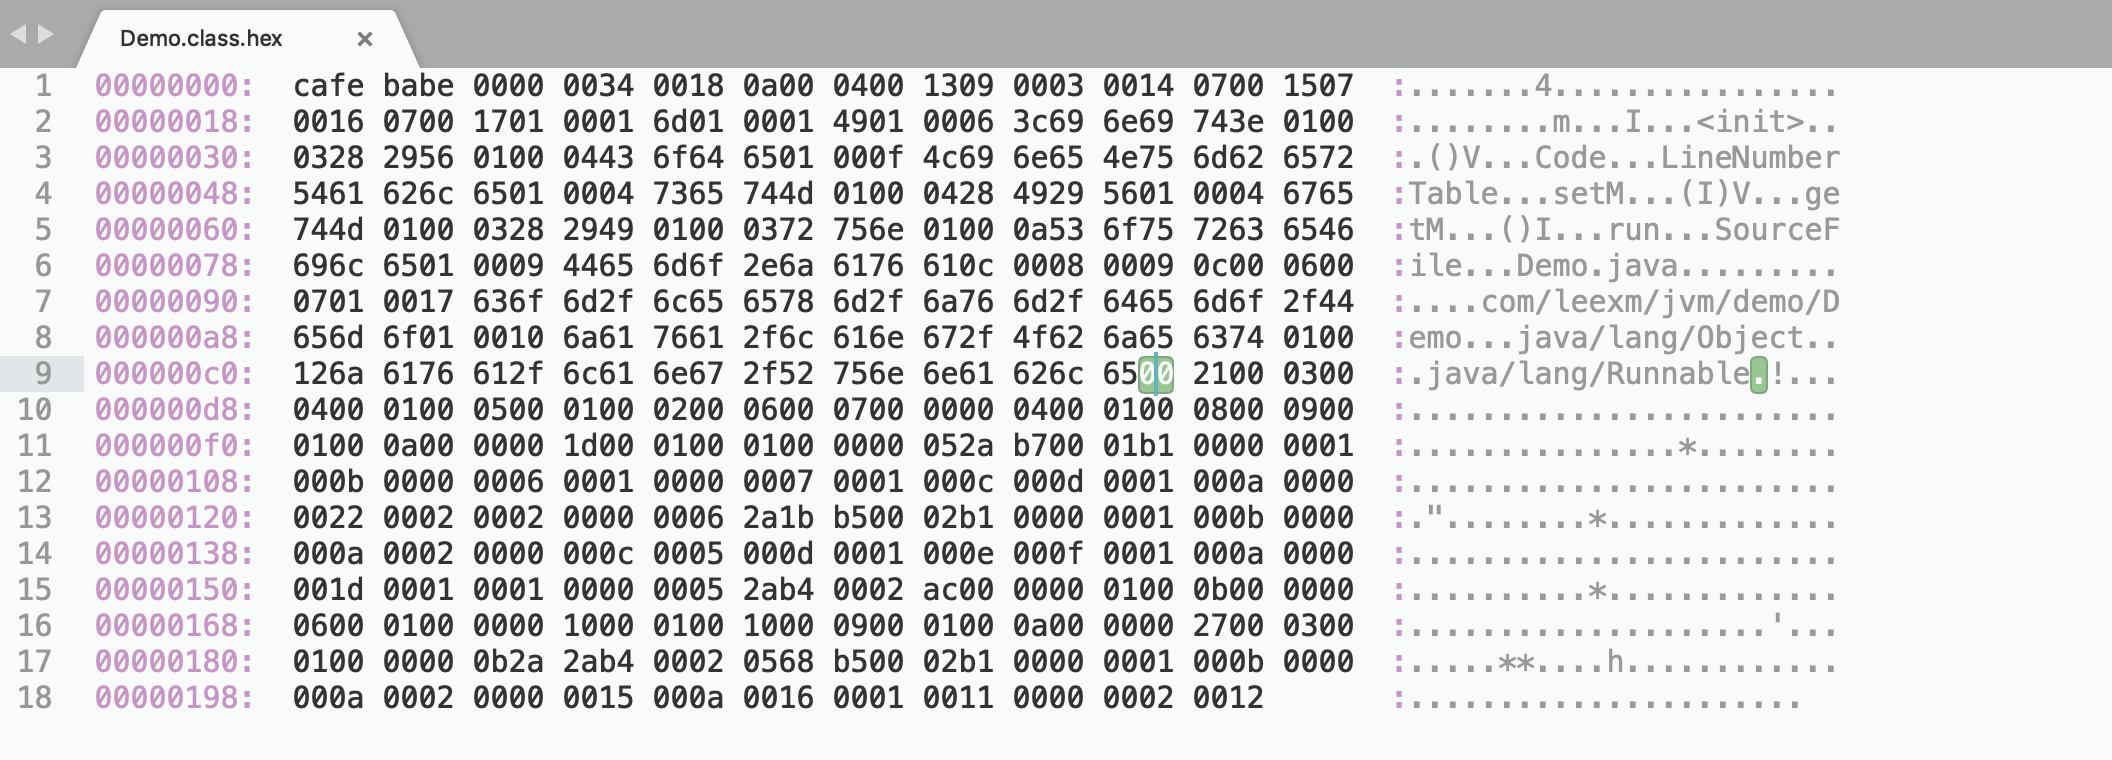 Demo.class.hex ×
1 00000000: cafe babe 0000 0034 0018 0a00 0400 1309 0003 0014 0700 1507 :.......4................
2 00000018: 0016 0700 1701 0001 6d01 0001 4901 0006 3c69 6e69 743e 0100 :........m...I...<init>..
3 00000030: 0328 2956 0100 0443 6f64 6501 000f 4c69 6e65 4e75 6d62 6572 :.()V...Code...LineNumber
4 00000048: 5461 626c 6501 0004 7365 744d 0100 0428 4929 5601 0004 6765 :Table...setM...(I)V...ge
5 00000060: 744d 0100 0328 2949 0100 0372 756e 0100 0a53 6f75 7263 6546 :tM...()I...run...SourceF
6 00000078: 696c 6501 0009 4465 6d6f 2e6a 6176 610c 0008 0009 0c00 0600 :ile...Demo.java.........
7 00000090: 0701 0017 636f 6d2f 6c65 6578 6d2f 6a76 6d2f 6465 6d6f 2f44 :....com/leexm/jvm/demo/D
8 000000a8: 656d 6f01 0010 6a61 7661 2f6c 616e 672f 4f62 6a65 6374 0100 :emo...java/lang/Object..
9 000000c0: 126a 6176 612f 6c61 6e67 2f52 756e 6e61 626c 6500 2100 0300 :.java/lang/Runnable.!...
10 000000d8: 0400 0100 0500 0100 0200 0600 0700 0000 0400 0100 0800 0900 :........................
11 000000f0: 0100 0a00 0000 1d00 0100 0100 0000 052a b700 01b1 0000 0001 :...............*........
12 00000108: 000b 0000 0006 0001 0000 0007 0001 000c 000d 0001 000a 0000 :........................
13 00000120: 0022 0002 0002 0000 0006 2a1b b500 02b1 0000 0001 000b 0000 :."........*.............
14 00000138: 000a 0002 0000 000c 0005 000d 0001 000e 000f 0001 000a 0000 :........................
15 00000150: 001d 0001 0001 0000 0005 2ab4 0002 ac00 0000 0100 0b00 0000 :..........*.............
16 00000168: 0600 0100 0000 1000 0100 1000 0900 0100 0a00 0000 2700 0300 :....................'...
17 00000180: 0100 0000 0b2a 2ab4 0002 0568 b500 02b1 0000 0001 000b 0000 :.....**....h............
18 00000198: 000a 0002 0000 0015 000a 0016 0001 0011 0000 0002 0012 :......................